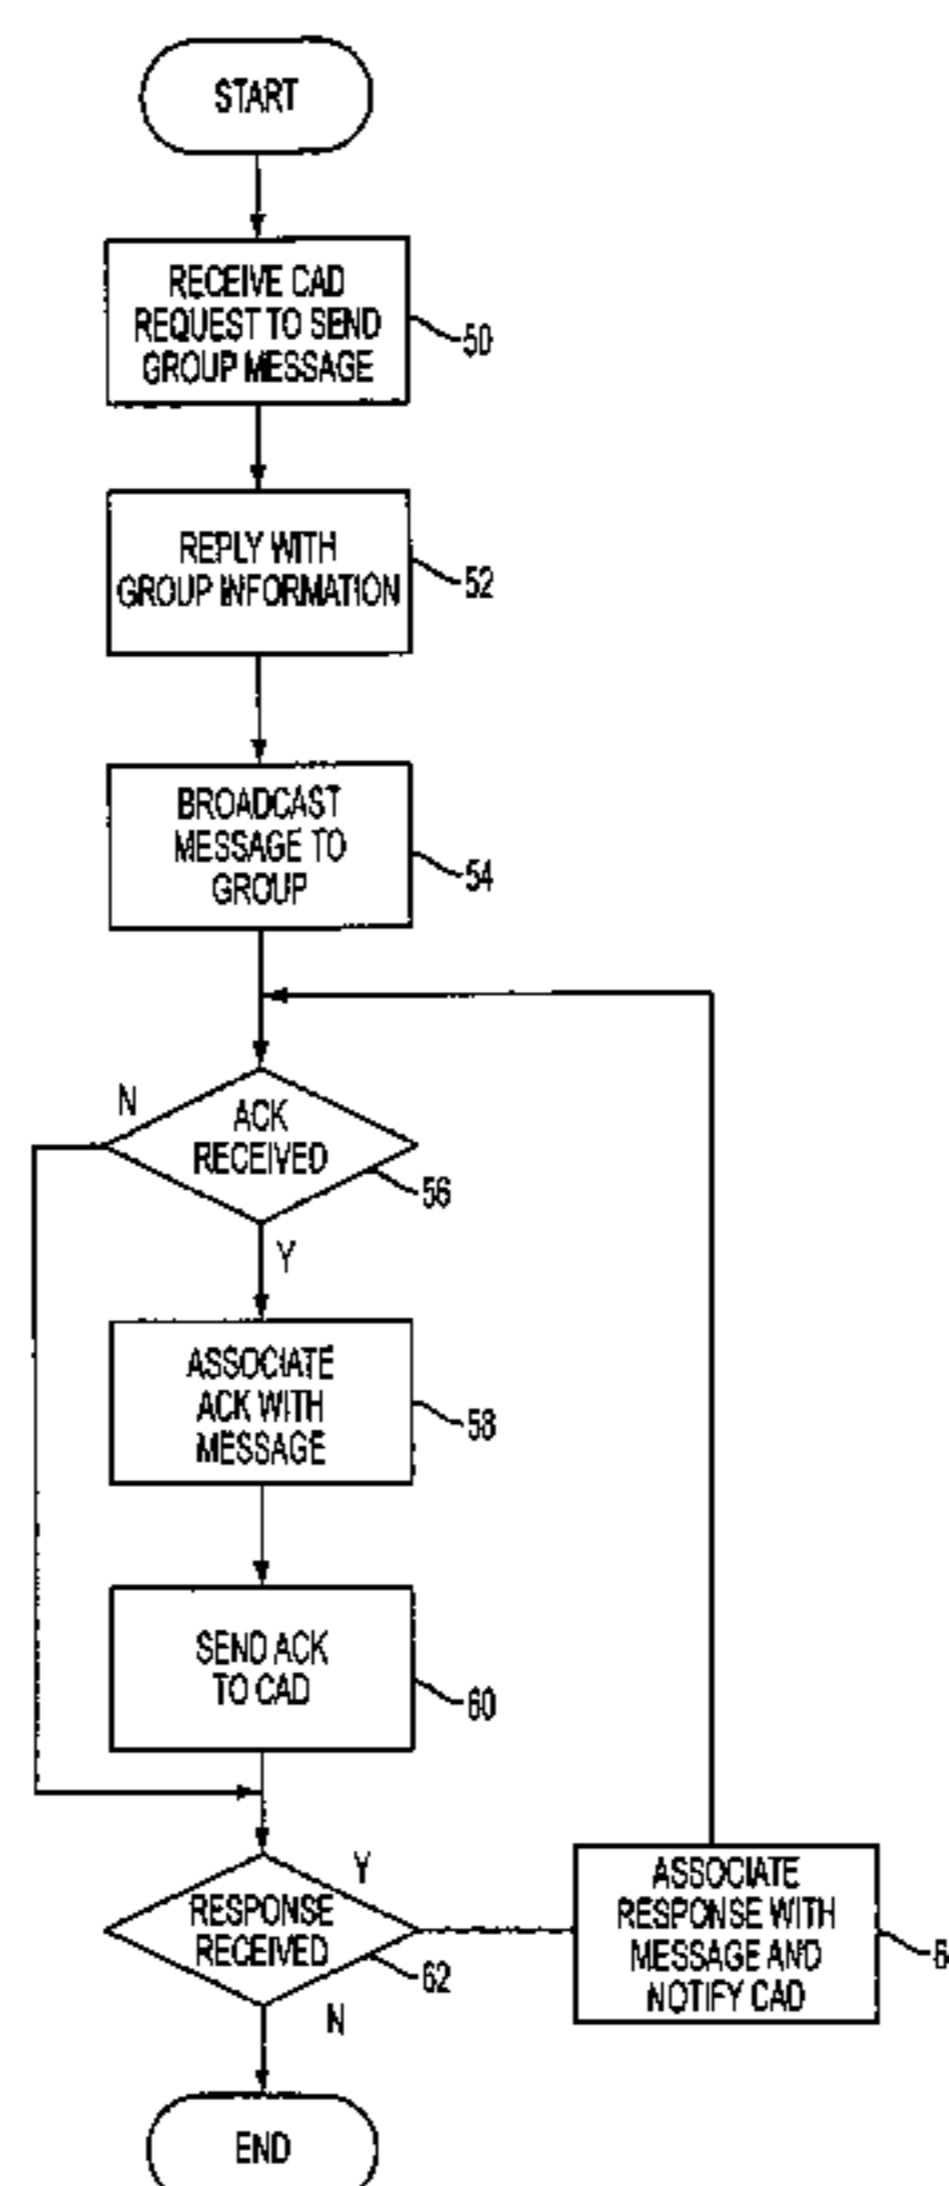 START
RECEIVE CAD
REQUEST TO SEND
GROUP MESSAGE
50
REPLY WITH
GROUP INFORMATION
52
BROADCAST
MESSAGE TO
GROUP
54
N
ACK
RECEIVED
56
Y
ASSOCIATE
ACK WITH
MESSAGE
58
SEND ACK
TO CAD
60
Y
RESPONSE
RECEIVED
62
N
ASSOCIATE
RESPONSE WITH
MESSAGE AND
NOTIFY CAD
END